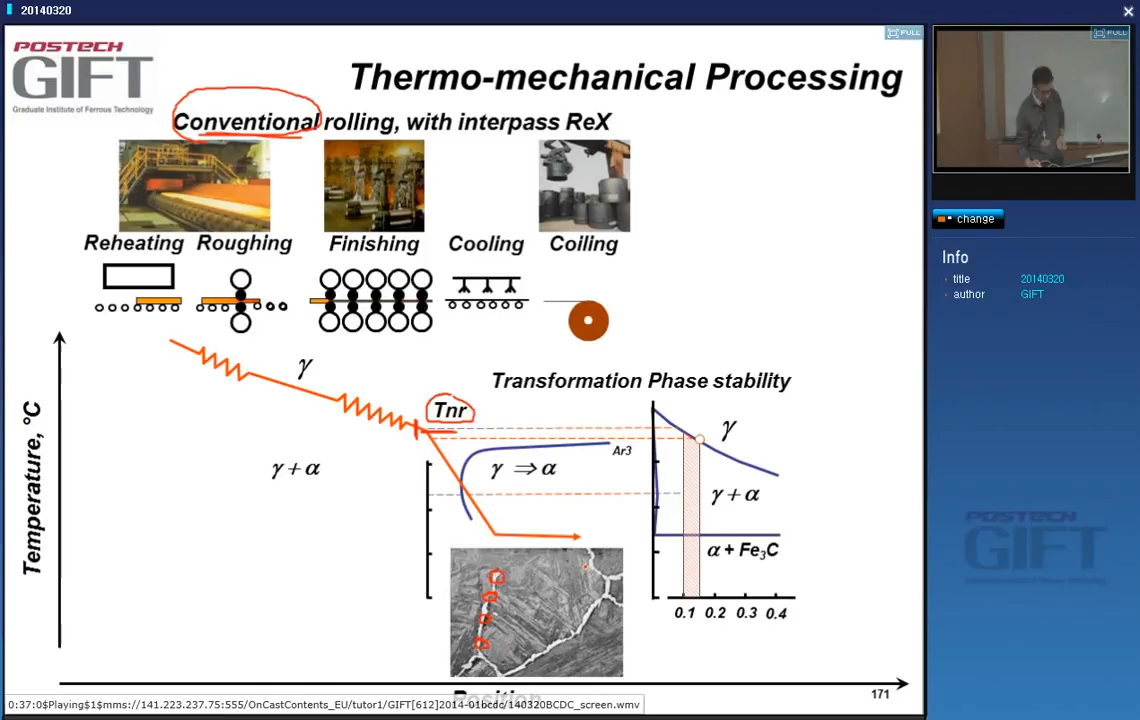 20140320
FULL
POSTECH
GIFT
Graduate Institute of Ferrous Technology
Thermo-mechanical Processing
Conventional rolling, with interpass ReX
Reheating Roughing Finishing Cooling Coiling
γ
Transformation Phase stability
Temperature, °C
Tnr
γ
Ar3
γ + α
γ ⇒ α
γ + α
α + Fe3C
0.1 0.2 0.3 0.4
171
Position
0:37:0$Playing$1$mms://141.223.237.75:555/OnCastContents_EU/tutor1/GIFT[612]2014-01bcdc/140320BCDC_screen.wmv
FULL
change
Info
title 20140320
author GIFT
POSTECH
GIFT